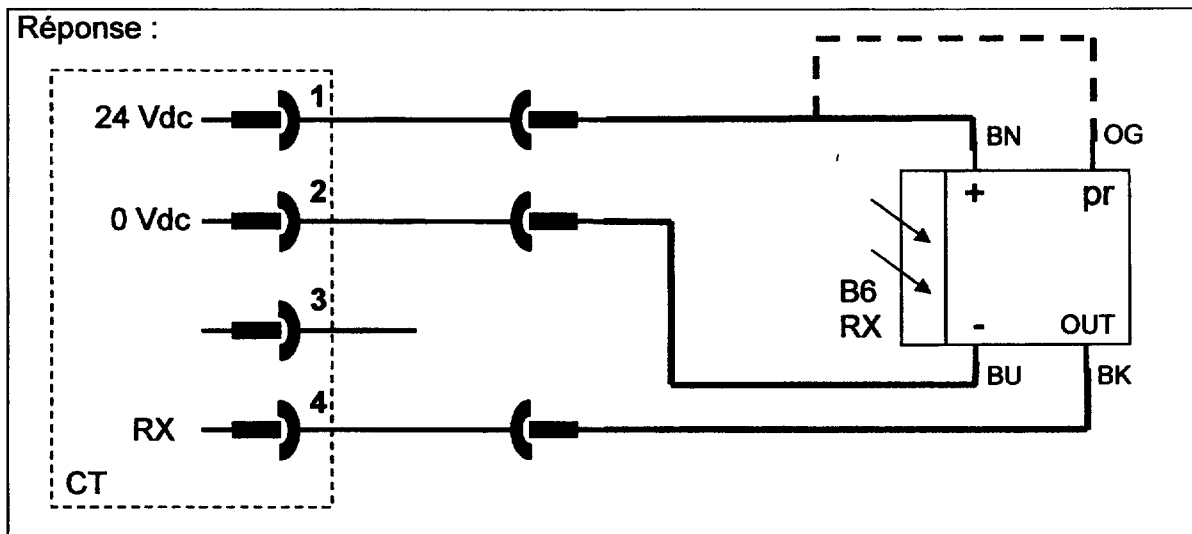 Réponse :
1
24 Vdc
BN
OG
+
pr
2
0 Vdc
3
B6
RX
-
OUT
BU
BK
4
RX
CT